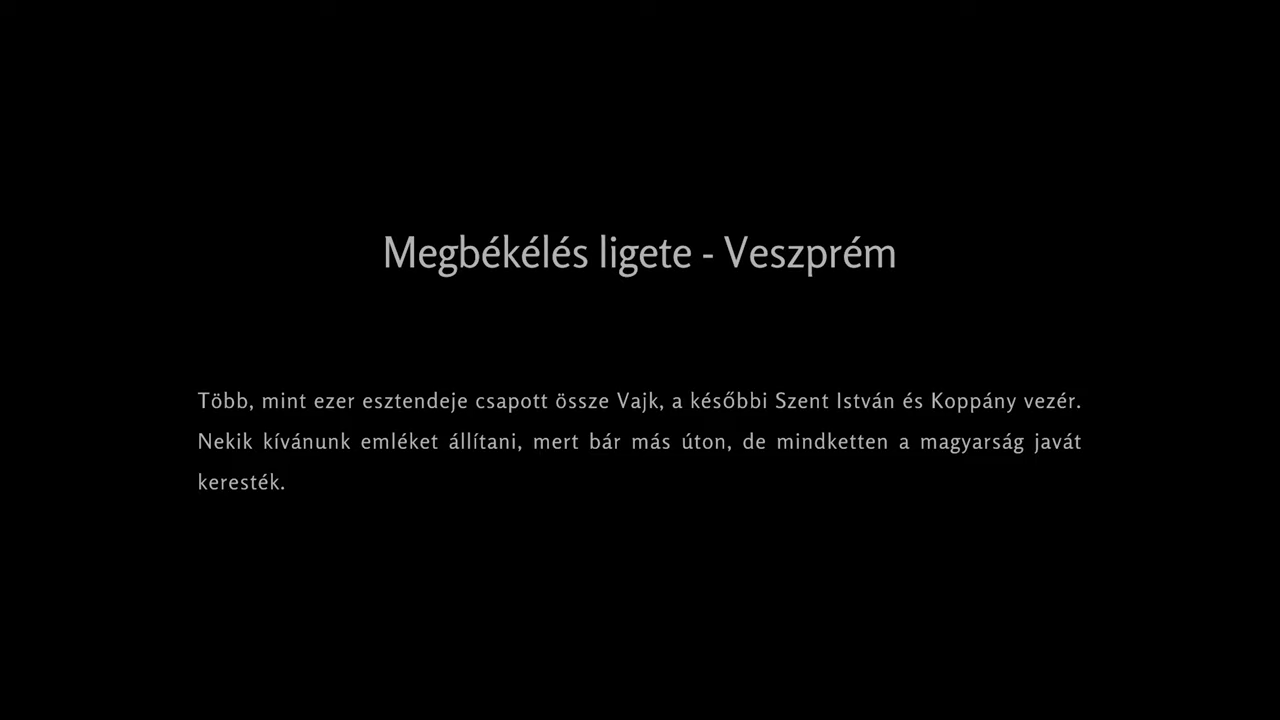 Megbékélés ligete - Veszprém
Több, mint ezer esztendeje csapott össze Vajk, a későbbi Szent István és Koppány vezér.
Nekik kívánunk emléket állítani, mert bár más úton, de mindketten a magyarság javát
keresték.